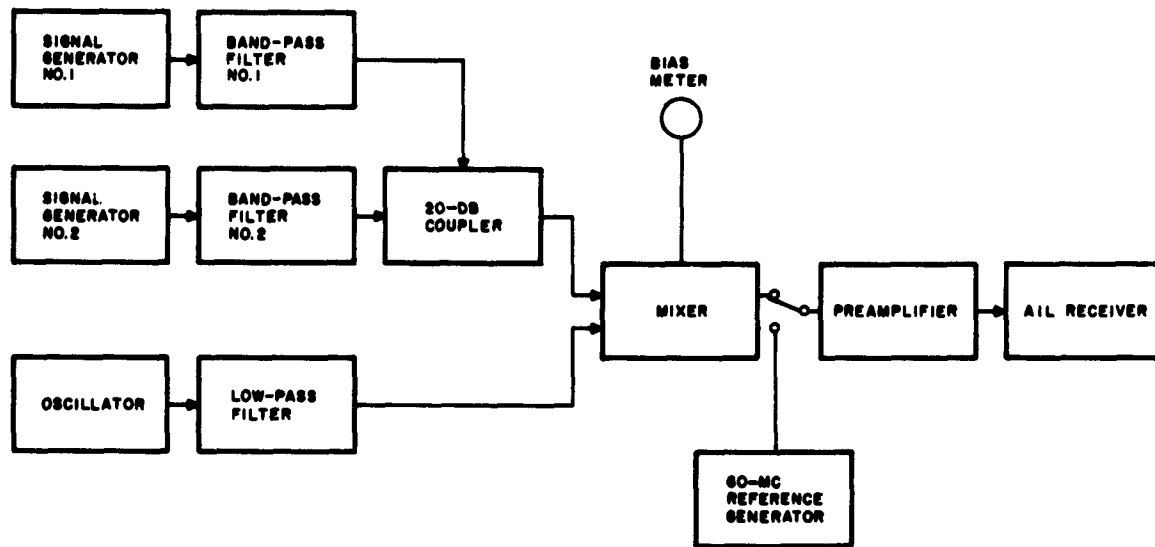 SIGNAL
GENERATOR
NO.1
BAND-PASS
FILTER
NO.1
BIAS
METER
SIGNAL
GENERATOR
NO.2
BAND-PASS
FILTER
NO.2
20-DB
COUPLER
MIXER
PREAMPLIFIER
AIL RECEIVER
OSCILLATOR
LOW-PASS
FILTER
60-MC
REFERENCE
GENERATOR